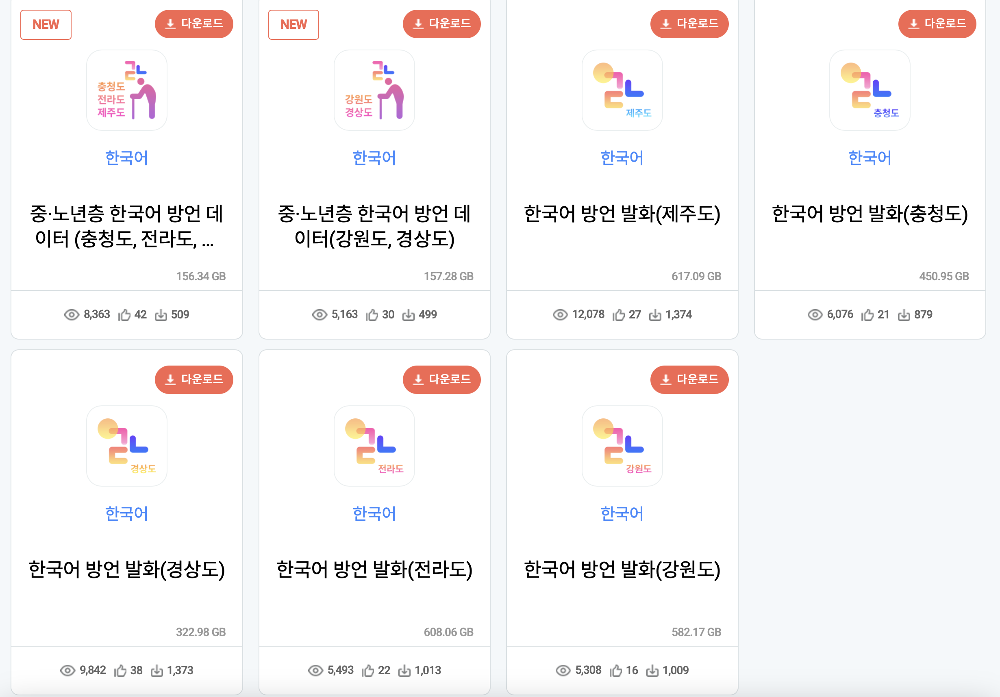 NEW
다운로드
충청도
전라도
제주도
한국어
중·노년층 한국어 방언 데
이터 (충청도, 전라도, ...
156.34 GB
8,363 42 509
NEW
다운로드
강원도
경상도
한국어
중·노년층 한국어 방언 데
이터(강원도, 경상도)
157.28 GB
5,163 30 499
다운로드
제주도
한국어
한국어 방언 발화(제주도)
617.09 GB
12,078 27 1,374
다운로드
충청도
한국어
한국어 방언 발화(충청도)
450.95 GB
6,076 21 879
다운로드
경상도
한국어
한국어 방언 발화(경상도)
322.98 GB
9,842 38 1,373
다운로드
전라도
한국어
한국어 방언 발화(전라도)
608.06 GB
5,493 22 1,013
다운로드
강원도
한국어
한국어 방언 발화(강원도)
582.17 GB
5,308 16 1,009